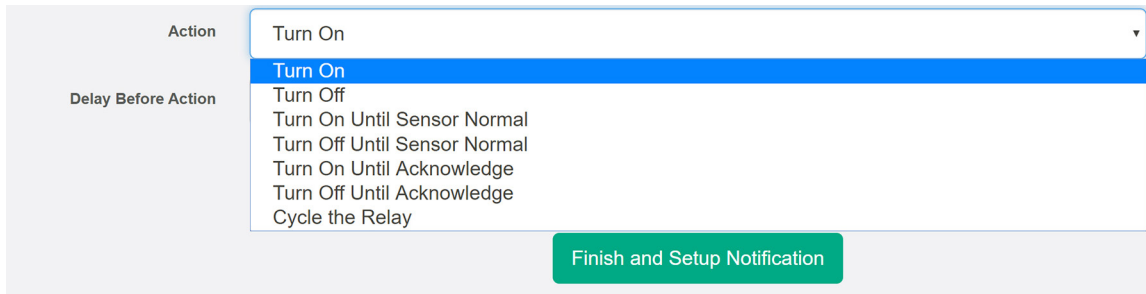 Action
Turn On
Turn On
Delay Before Action
Turn Off
Turn On Until Sensor Normal
Turn Off Until Sensor Normal
Turn On Until Acknowledge
Turn Off Until Acknowledge
Cycle the Relay
Finish and Setup Notification